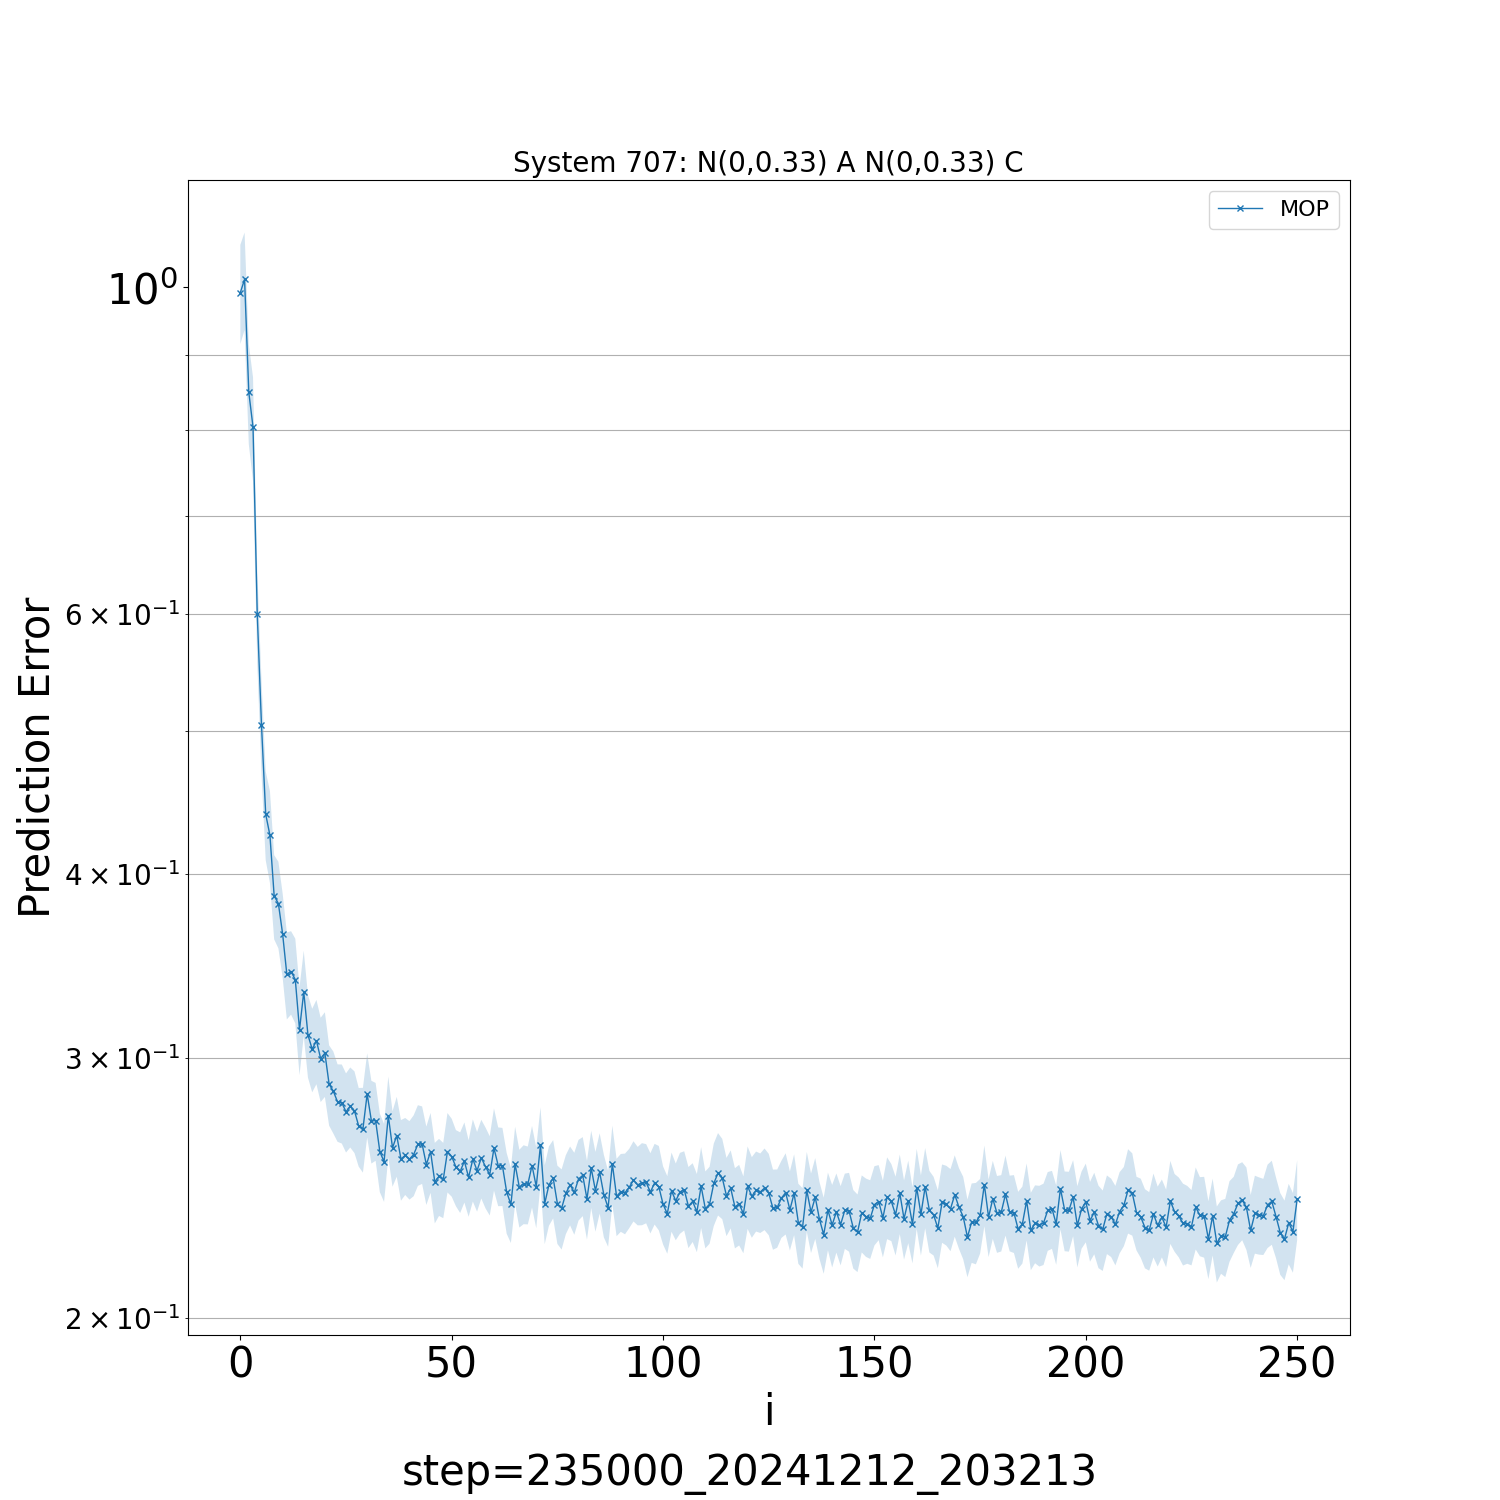 System 707: N(0,0.33) A N(0,0.33) C
MOP
10⁰
6 × 10⁻¹
4 × 10⁻¹
3 × 10⁻¹
2 × 10⁻¹
Prediction Error
0 50 100 150 200 250
i
step=235000_20241212_203213